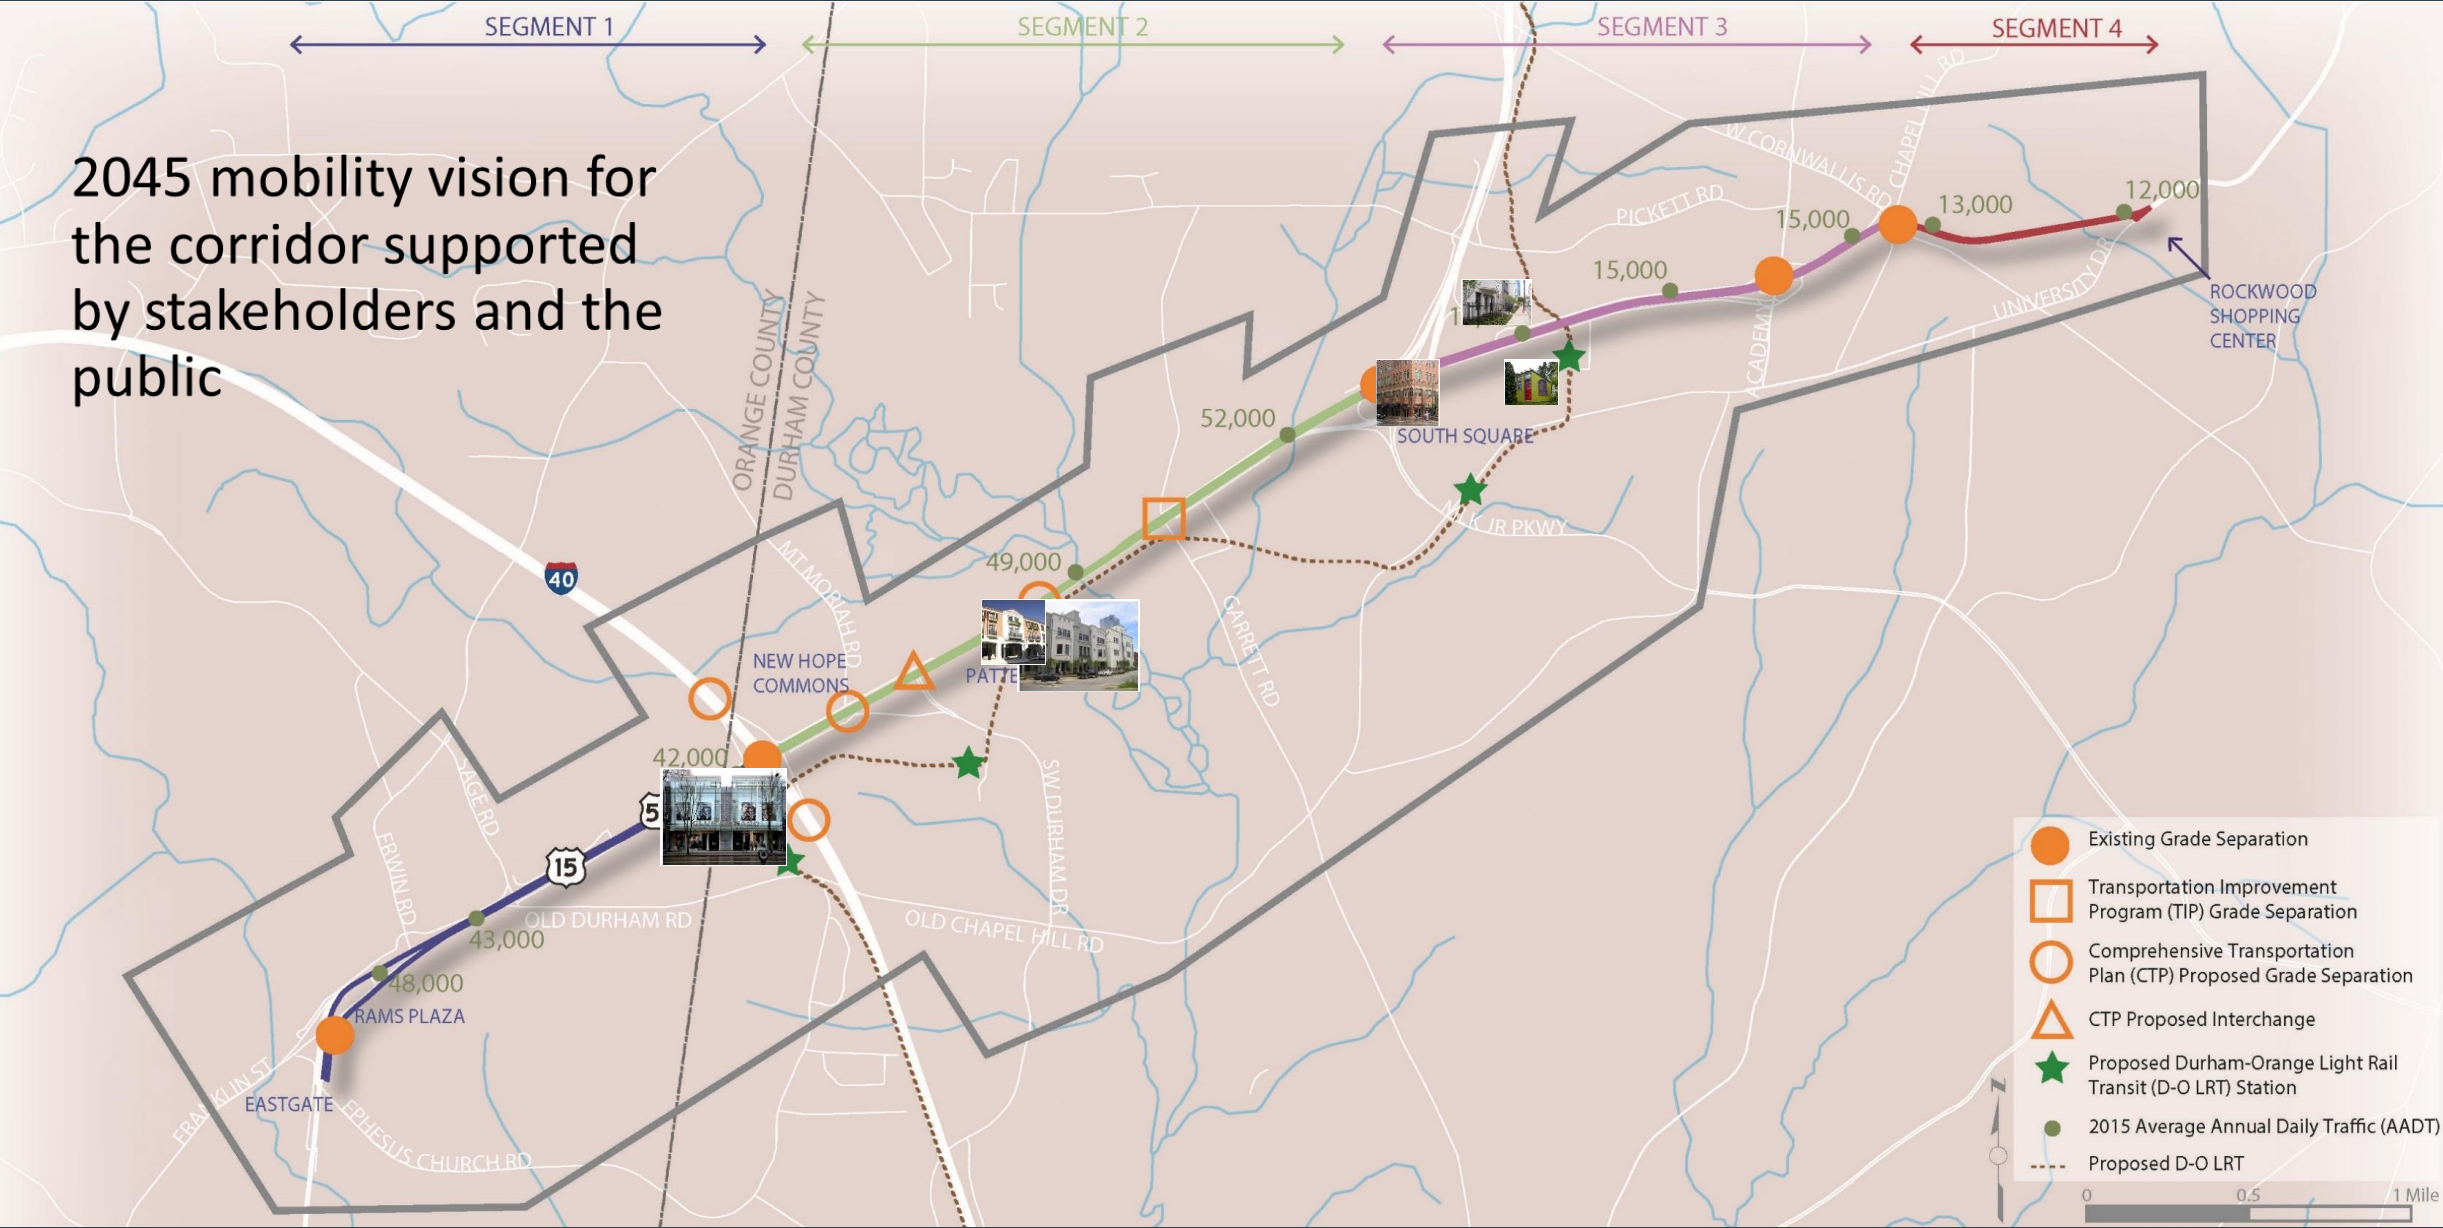 SEGMENT 1
SEGMENT 2
SEGMENT 3
SEGMENT 4
2045 mobility vision for
the corridor supported
by stakeholders and the
public
ORANGE COUNTY
DURHAM COUNTY
W CORNWALLIS RD
CHAPEL HILL RD
PICKETT RD
12,000
13,000
15,000
15,000
UNIVERSITY DR
ROCKWOOD
SHOPPING
CENTER
ACADEMY
52,000
SOUTH SQUARE
MLK JR PKWY
49,000
40
MT MORIAH RD
GARRETT RD
NEW HOPE
COMMONS
42,000
SAGE RD
SW DURHAM DR
5
15
ERWIN RD
OLD DURHAM RD
OLD CHAPEL HILL RD
43,000
48,000
RAMS PLAZA
FRANKLIN ST
EASTGATE
EPHESUS CHURCH RD
Existing Grade Separation
Transportation Improvement
Program (TIP) Grade Separation
Comprehensive Transportation
Plan (CTP) Proposed Grade Separation
CTP Proposed Interchange
Proposed Durham-Orange Light Rail
Transit (D-O LRT) Station
2015 Average Annual Daily Traffic (AADT)
Proposed D-O LRT
N
0 0.5 1 Mile